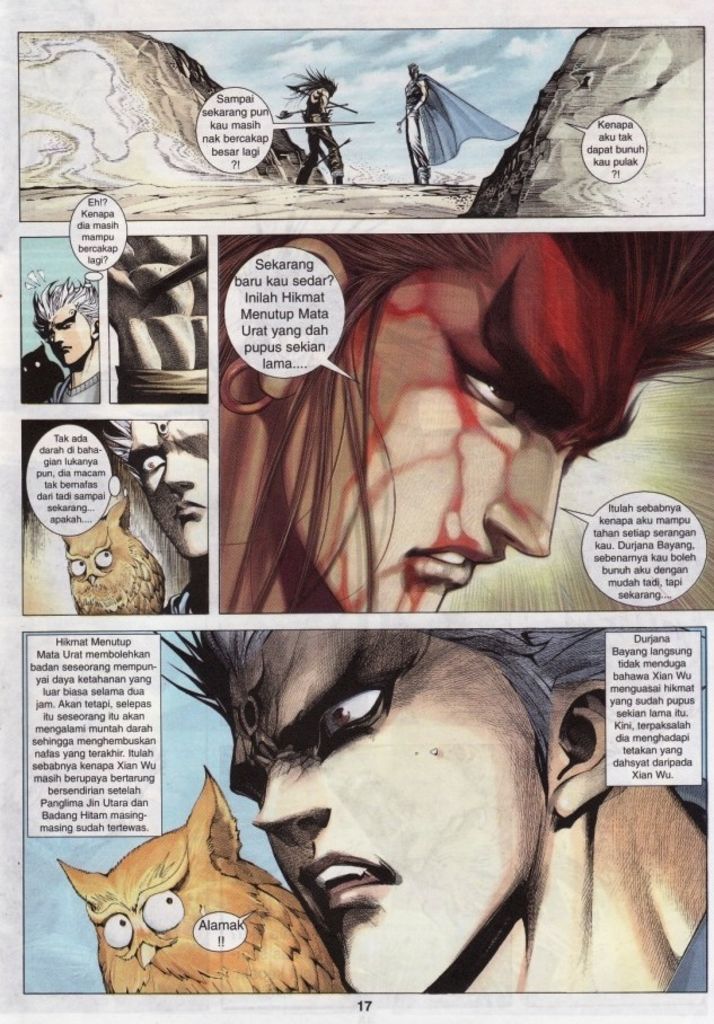 Sampai
sekarang pun
kau masih
nak bercakap
besar lagi
?!
Kenapa
aku tak
dapat bunuh
kau pulak
?!
Eh!?
Kenapa
dia masih
mampu
bercakap
lagi?
Sekarang
baru kau sedar?
Inilah Hikmat
Menutup Mata
Urat yang dah
pupus sekian
lama....
Tak ada
darah di baha-
gian lukanya
pun, dia macam
tak bernafas
dari tadi sampai
sekarang...
apakah....
Itulah sebabnya
kenapa aku mampu
tahan setiap serangan
kau. Durjana Bayang,
sebenarnya kau boleh
bunuh aku dengan
mudah tadi, tapi
sekarang....
Hikmat Menutup
Mata Urat membolehkan
badan seseorang mempun-
yai daya ketahanan yang
luar biasa selama dua
jam. Akan tetapi, selepas
itu seseorang itu akan
mengalami muntah darah
sehingga menghembuskan
nafas yang terakhir. Itulah
sebabnya kenapa Xian Wu
masih berupaya bertarung
bersendirian setelah
Panglima Jin Utara dan
Badang Hitam masing-
masing sudah tertewas.
Durjana
Bayang langsung
tidak menduga
bahawa Xian Wu
menguasai hikmat
yang sudah pupus
sekian lama itu.
Kini, terpaksalah
dia menghadapi
tetakan yang
dahsyat daripada
Xian Wu.
Alamak
!!
17